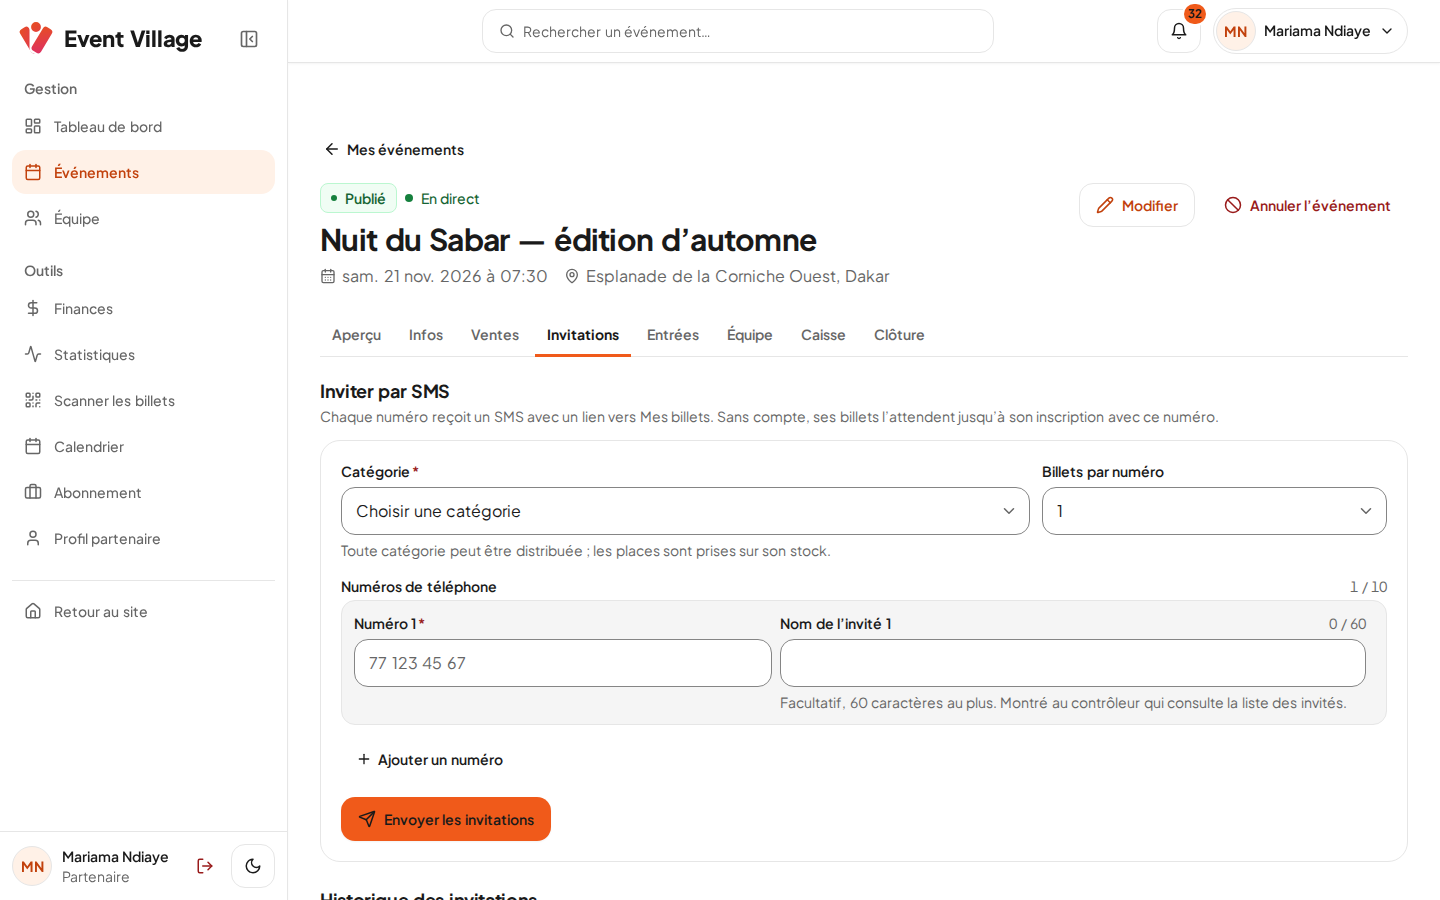 Event Village
Rechercher un événement…
32
MN
Mariama Ndiaye
Gestion
Tableau de bord
Événements
Équipe
Outils
Finances
Statistiques
Scanner les billets
Calendrier
Abonnement
Profil partenaire
Retour au site
MN
Mariama Ndiaye
Partenaire
Mes événements
Publié
En direct
Modifier
Annuler l’événement
Nuit du Sabar — édition d’automne
sam. 21 nov. 2026 à 07:30
Esplanade de la Corniche Ouest, Dakar
Aperçu
Infos
Ventes
Invitations
Entrées
Équipe
Caisse
Clôture
Inviter par SMS
Chaque numéro reçoit un SMS avec un lien vers Mes billets. Sans compte, ses billets l’attendent jusqu’à son inscription avec ce numéro.
Catégorie *
Billets par numéro
Choisir une catégorie
1
Toute catégorie peut être distribuée ; les places sont prises sur son stock.
Numéros de téléphone
1 / 10
Numéro 1 *
Nom de l’invité 1
0 / 60
77 123 45 67
Facultatif, 60 caractères au plus. Montré au contrôleur qui consulte la liste des invités.
Ajouter un numéro
Envoyer les invitations
Historique des invitations